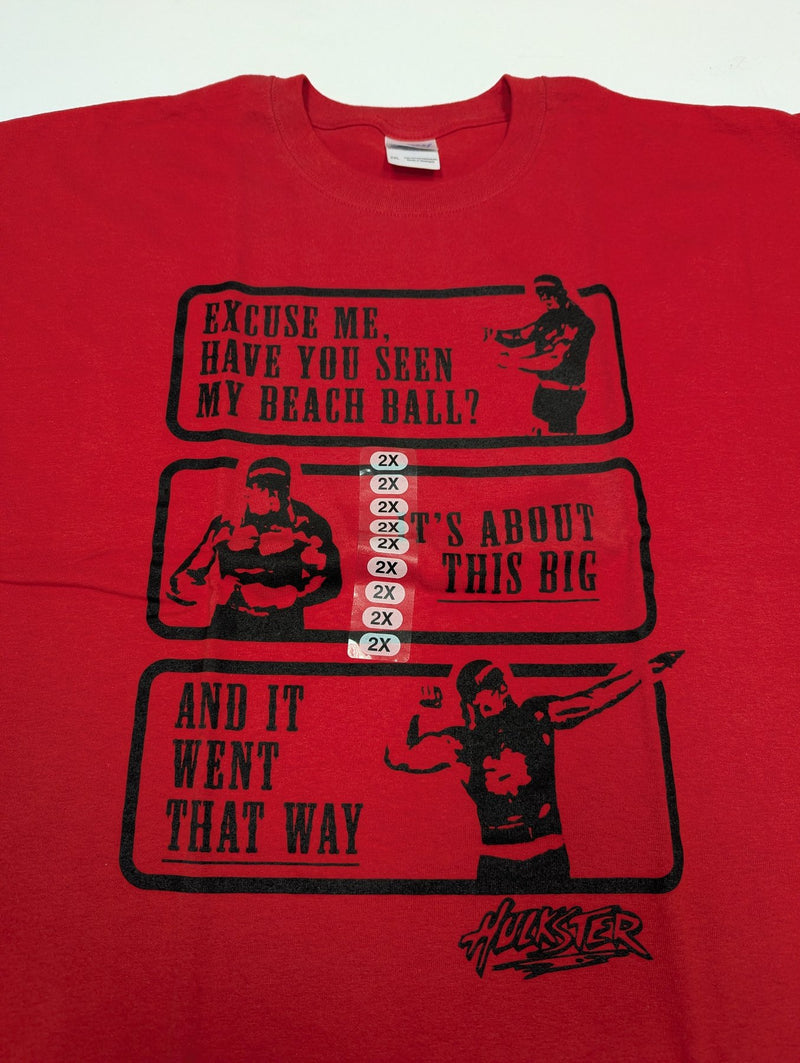 EXCUSE ME,
HAVE YOU SEEN
MY BEACH BALL?
2X
2X
2X
2X
2X
2X
2X
2X
2X
T'S ABOUT
THIS BIG
AND IT
WENT
THAT WAY
HULKSTER